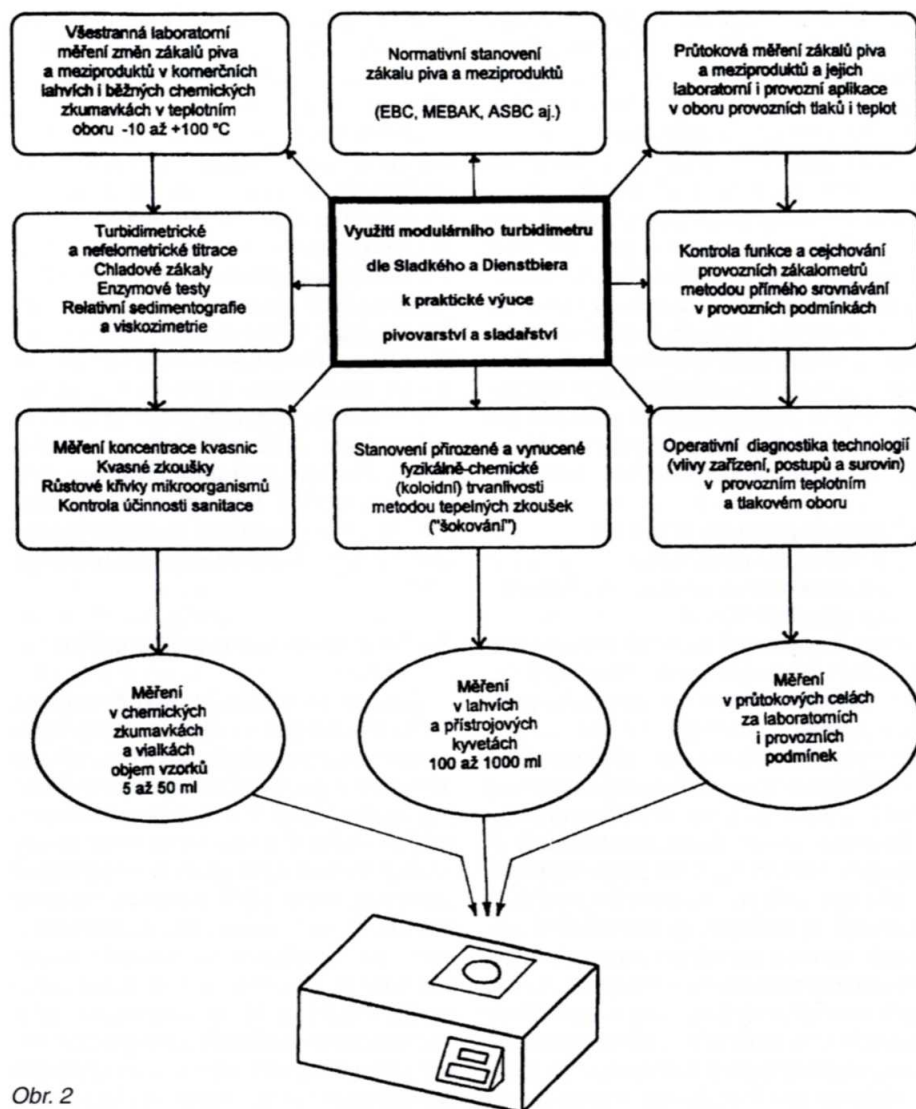 Všestranná laboratorní
měření změn zákalů piva
a meziproduktů v komerčních
lahvích i běžných chemických
zkumavkách v teplotním
oboru -10 až +100 °C
Normativní stanovení
zákalu piva a meziproduktů
(EBC, MEBAK, ASBC aj.)
Průtoková měření zákalů piva
a meziproduktů a jejich
laboratorní i provozní aplikace
v oboru provozních tlaků i teplot
Turbidimetrické
a nefelometrické titrace
Chladové zákaly
Enzymové testy
Relativní sedimentografie
a viskozimetrie
Využití modulárního turbidimetru
dle Sladkého a Dienstbiera
k praktické výuce
pivovarství a sladařství
Kontrola funkce a cejchování
provozních zákaloměrů
metodou přímého srovnávání
v provozních podmínkách
Měření koncentrace kvasnic
Kvasné zkoušky
Růstové křivky mikroorganismů
Kontrola účinnosti sanitace
Stanovení přirozené a vynucené
fyzikálně-chemické
(koloidní) trvanlivosti
metodou tepelných zkoušek
("šokování")
Operativní diagnostika technologií
(vlivy zařízení, postupů a surovin)
v provozním teplotním
a tlakovém oboru
Měření
v chemických
zkumavkách
a vialkách
objem vzorků
5 až 50 ml
Měření
v lahvích
a přístrojových
kyvetách
100 až 1000 ml
Měření
v průtokových celách
za laboratorních
i provozních
podmínek
Obr. 2